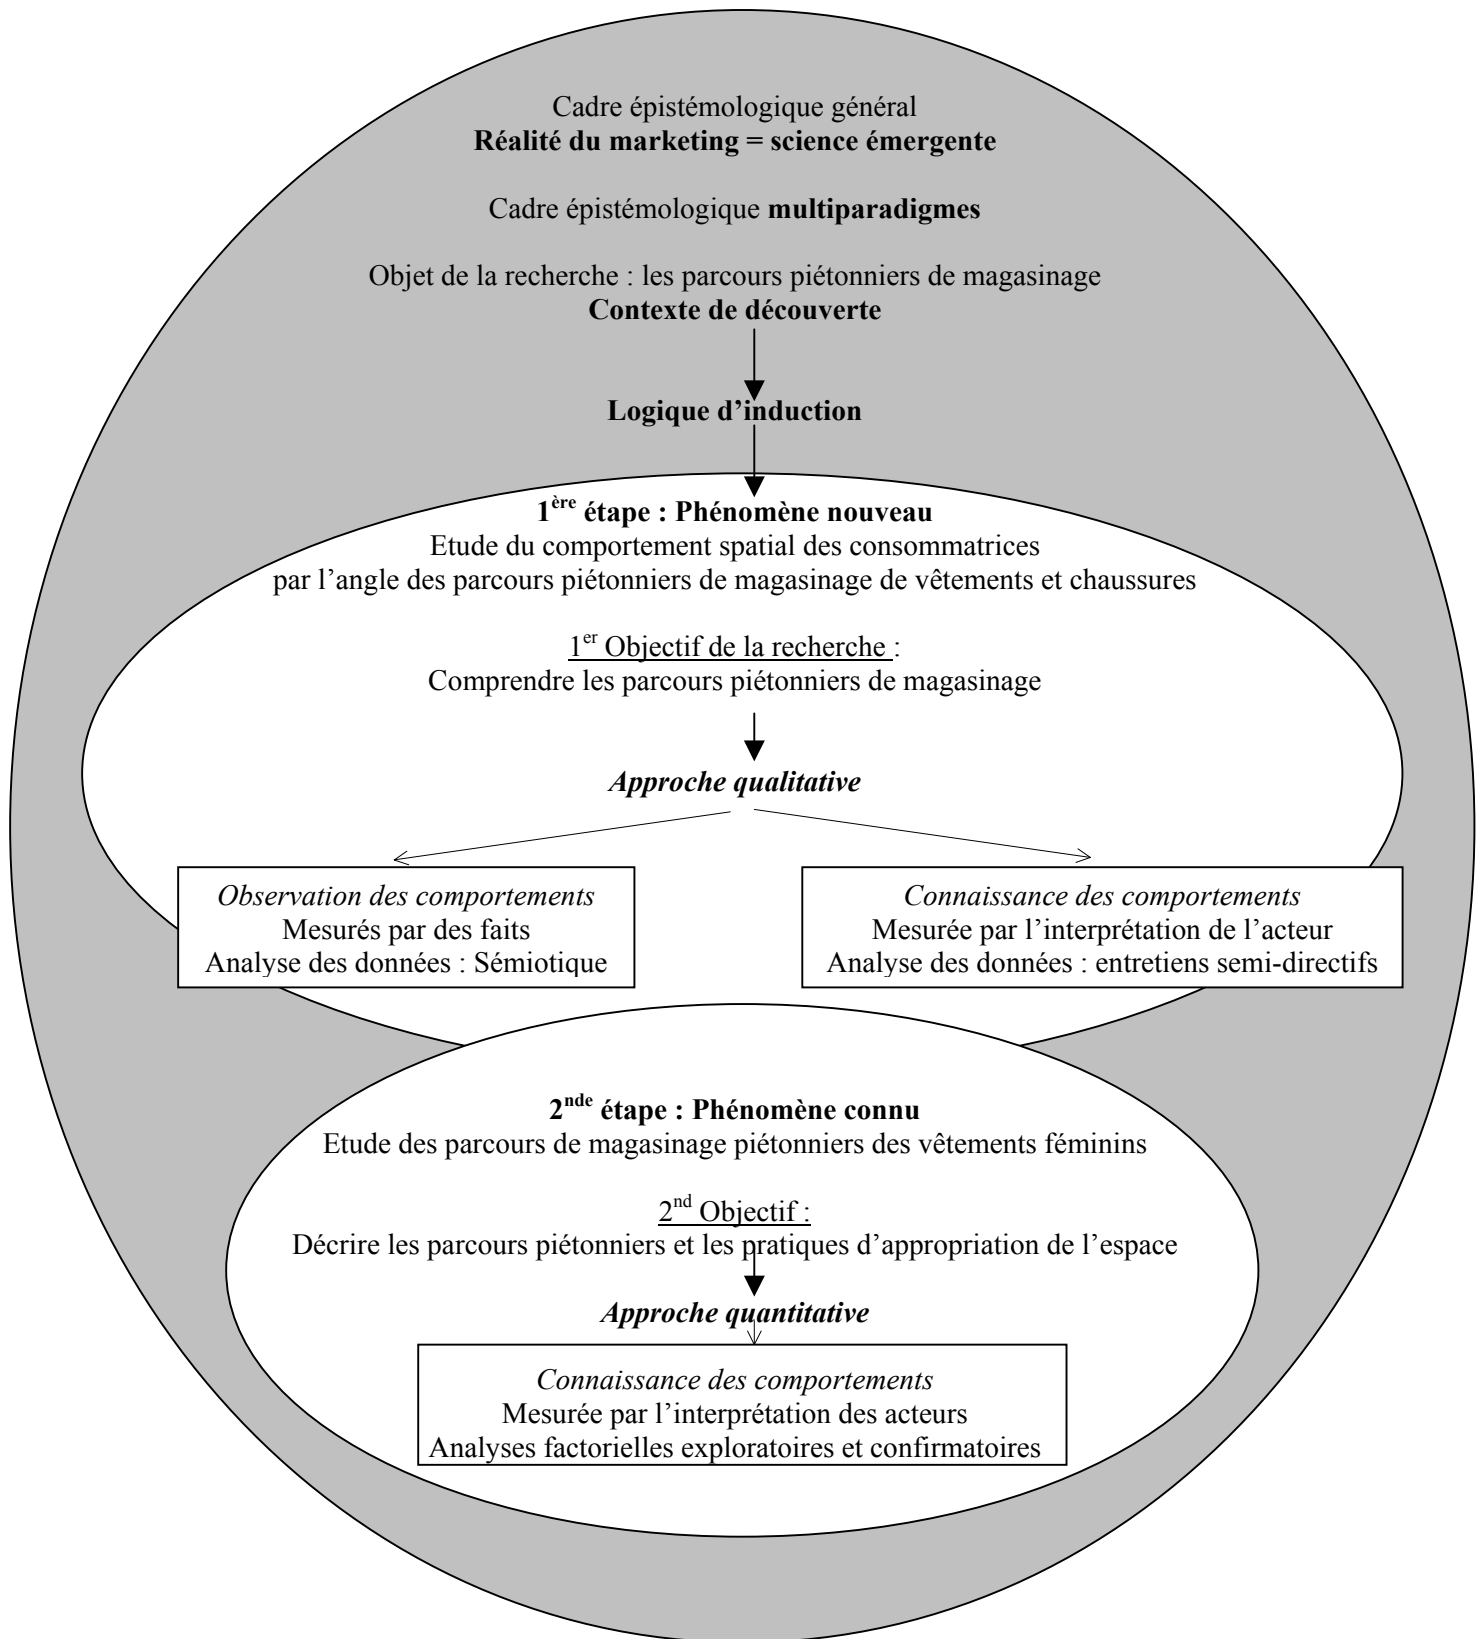 Cadre épistémologique général
Réalité du marketing = science émergente
Cadre épistémologique multiparadigmes
Objet de la recherche : les parcours piétonniers de magasinage
Contexte de découverte
Logique d’induction
1ère étape : Phénomène nouveau
Etude du comportement spatial des consommatrices
par l’angle des parcours piétonniers de magasinage de vêtements et chaussures
1er Objectif de la recherche :
Comprendre les parcours piétonniers de magasinage
Approche qualitative
Observation des comportements
Mesurés par des faits
Analyse des données : Sémiotique
Connaissance des comportements
Mesurée par l’interprétation de l’acteur
Analyse des données : entretiens semi-directifs
2nde étape : Phénomène connu
Etude des parcours de magasinage piétonniers des vêtements féminins
2nd Objectif :
Décrire les parcours piétonniers et les pratiques d’appropriation de l’espace
Approche quantitative
Connaissance des comportements
Mesurée par l’interprétation des acteurs
Analyses factorielles exploratoires et confirmatoires